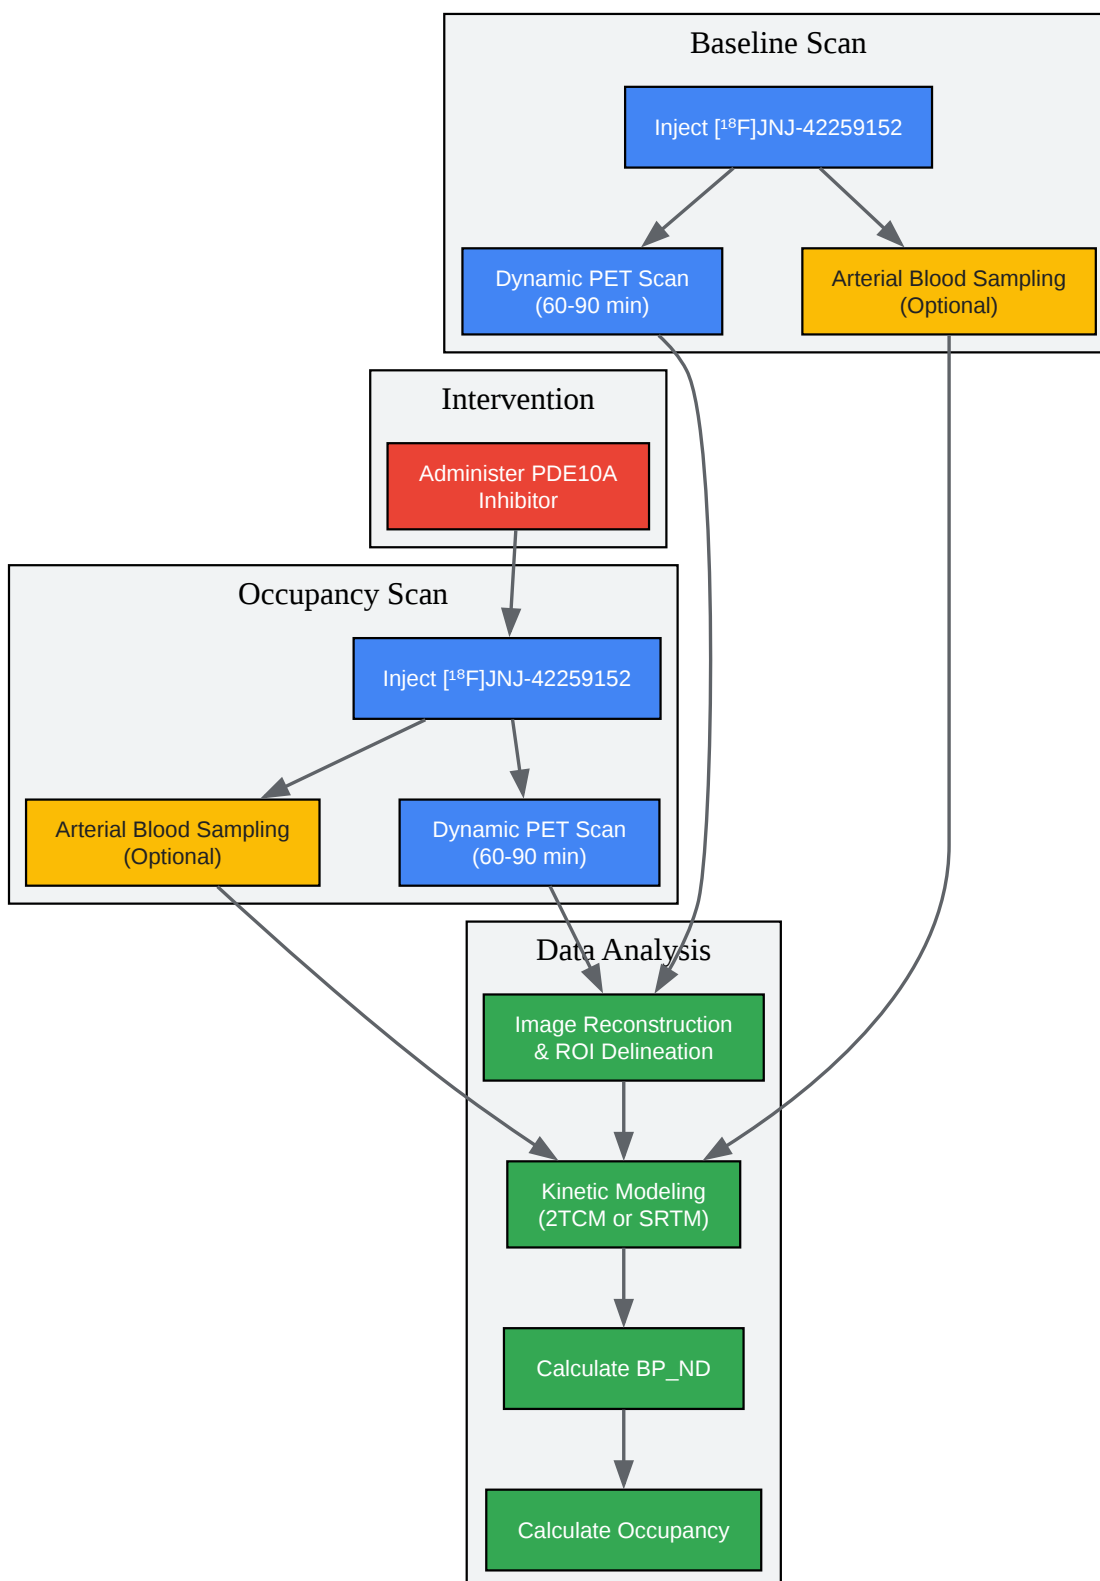 Baseline Scan
Inject [¹⁸F]JNJ-42259152
Dynamic PET Scan
(60-90 min)
Arterial Blood Sampling
(Optional)
Intervention
Administer PDE10A
Inhibitor
Occupancy Scan
Inject [¹⁸F]JNJ-42259152
Arterial Blood Sampling
(Optional)
Dynamic PET Scan
(60-90 min)
Data Analysis
Image Reconstruction
& ROI Delineation
Kinetic Modeling
(2TCM or SRTM)
Calculate BP_ND
Calculate Occupancy